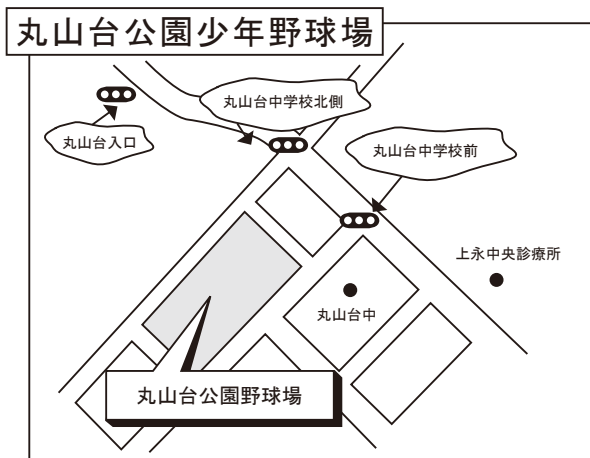 丸山台公園少年野球場
丸山台中学校北側
丸山台入口
丸山台中学校前
上永中央診療所
丸山台中
丸山台公園野球場